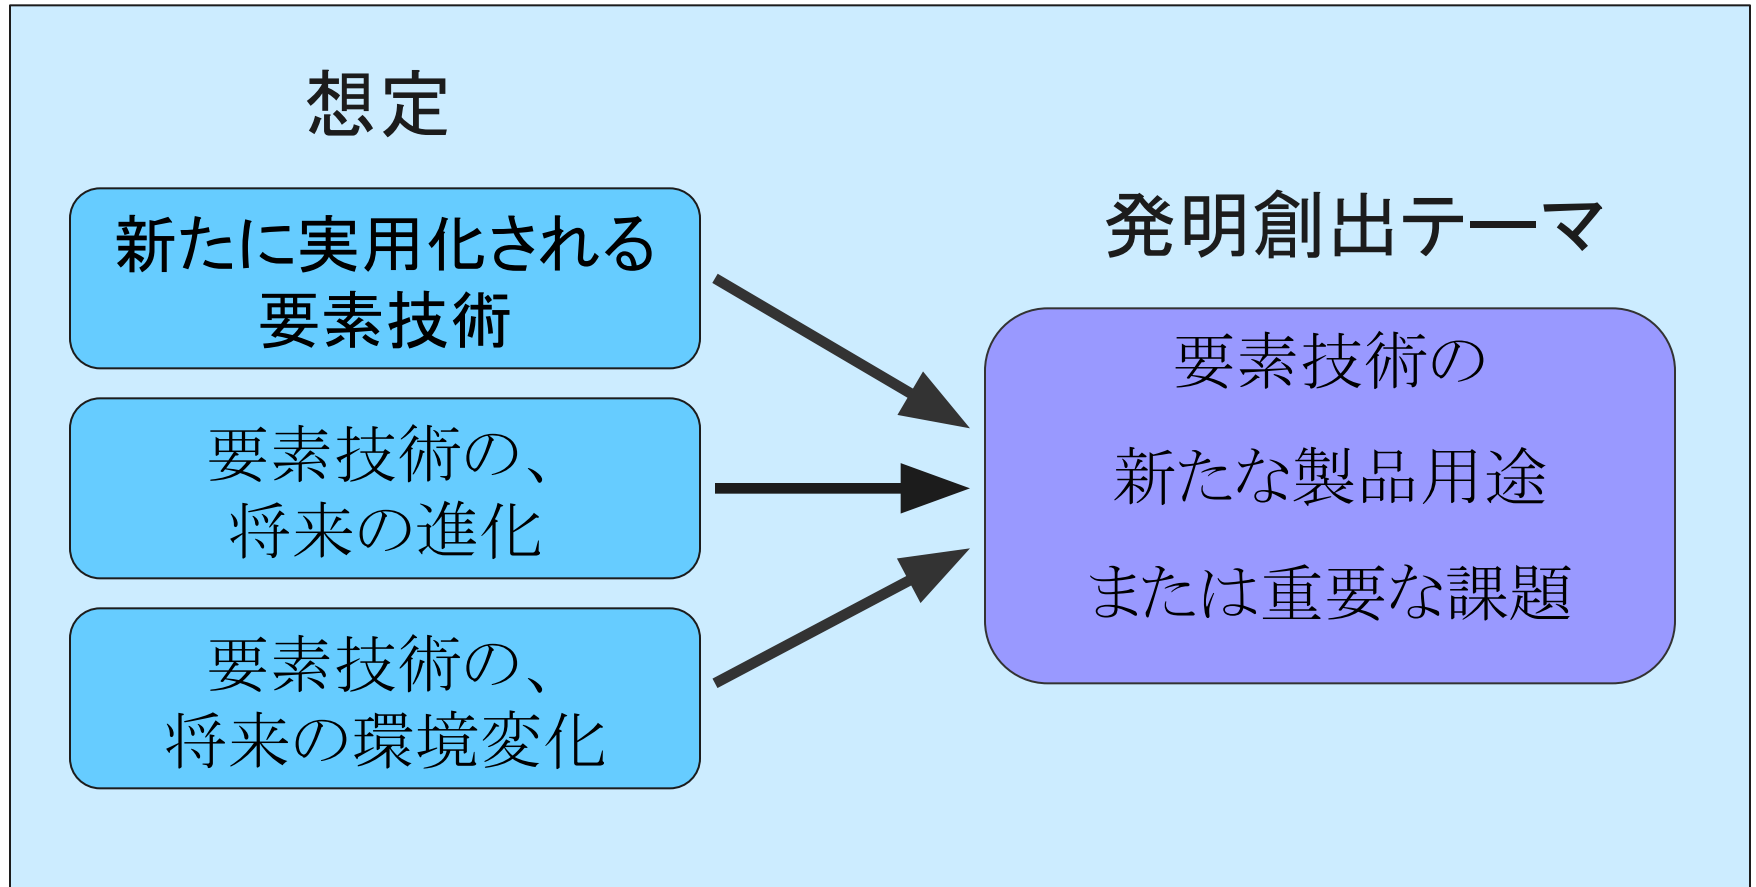 想定
新たに実用化される
要素技術
要素技術の、
将来の進化
要素技術の、
将来の環境変化
発明創出テーマ
要素技術の
新たな製品用途
または重要な課題